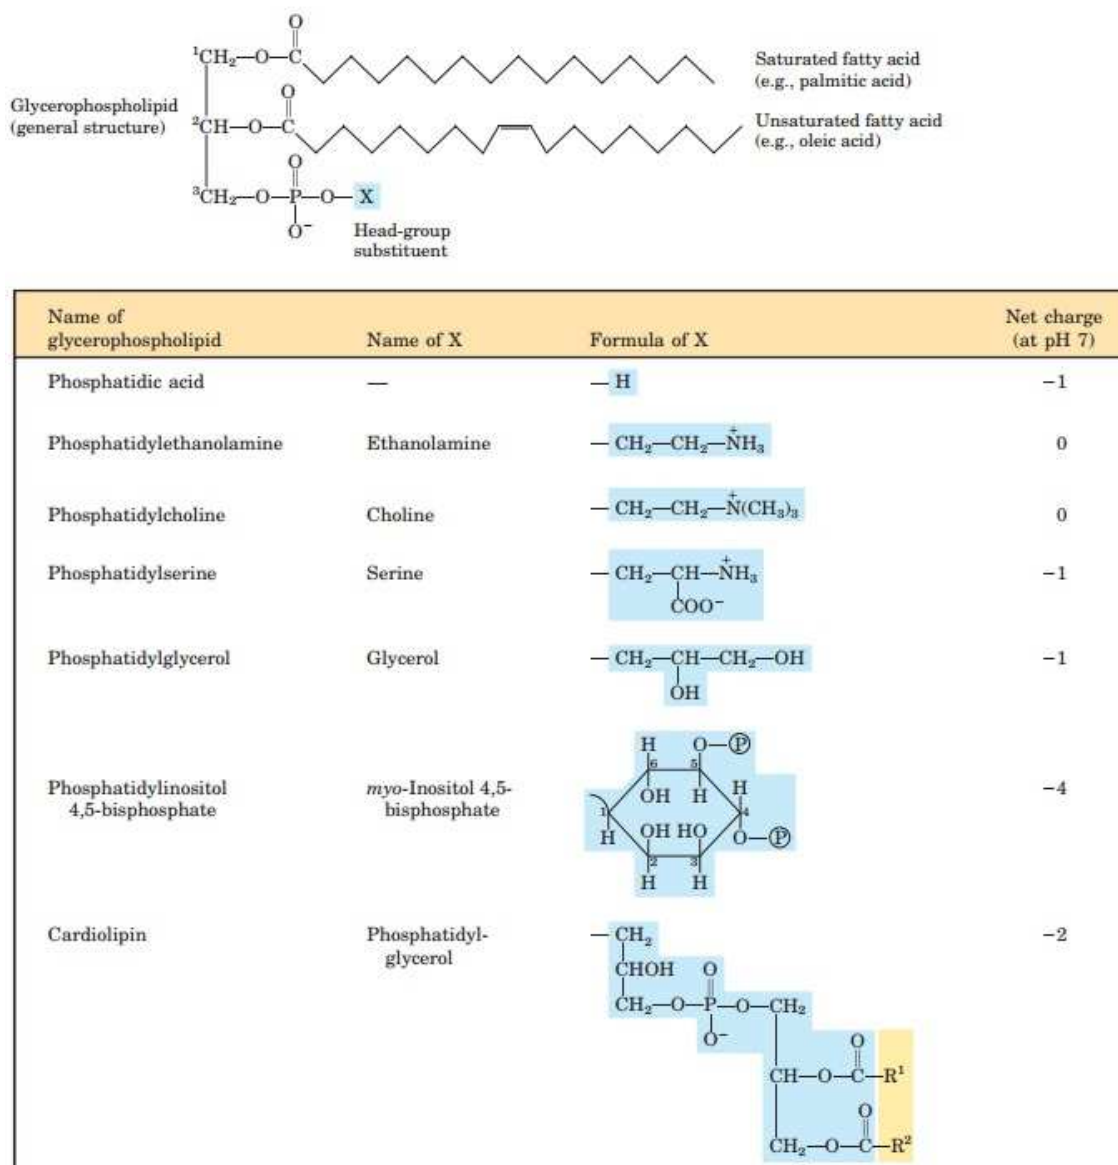 O
¹CH₂—O—C
Saturated fatty acid
(e.g., palmitic acid)
Glycerophospholipid
(general structure)
O
²CH—O—C
Unsaturated fatty acid
(e.g., oleic acid)
O
³CH₂—O—P—O—X
O⁻
Head-group
substituent
Name of
glycerophospholipid
Name of X
Formula of X
Net charge
(at pH 7)
Phosphatidic acid
—
—H
−1
Phosphatidylethanolamine
Ethanolamine
—CH₂—CH₂—N⁺H₃
0
Phosphatidylcholine
Choline
—CH₂—CH₂—N⁺(CH₃)₃
0
Phosphatidylserine
Serine
—CH₂—CH—N⁺H₃
COO⁻
−1
Phosphatidylglycerol
Glycerol
—CH₂—CH—CH₂—OH
OH
−1
Phosphatidylinositol
4,5-bisphosphate
myo-Inositol 4,5-
bisphosphate
H O—P
6 5
OH H H
1 4
H OH HO O—P
2 3
H H
−4
Cardiolipin
Phosphatidyl-
glycerol
—CH₂
CHOH O
CH₂—O—P—O—CH₂
O⁻
O
CH—O—C—R¹
O
CH₂—O—C—R²
−2